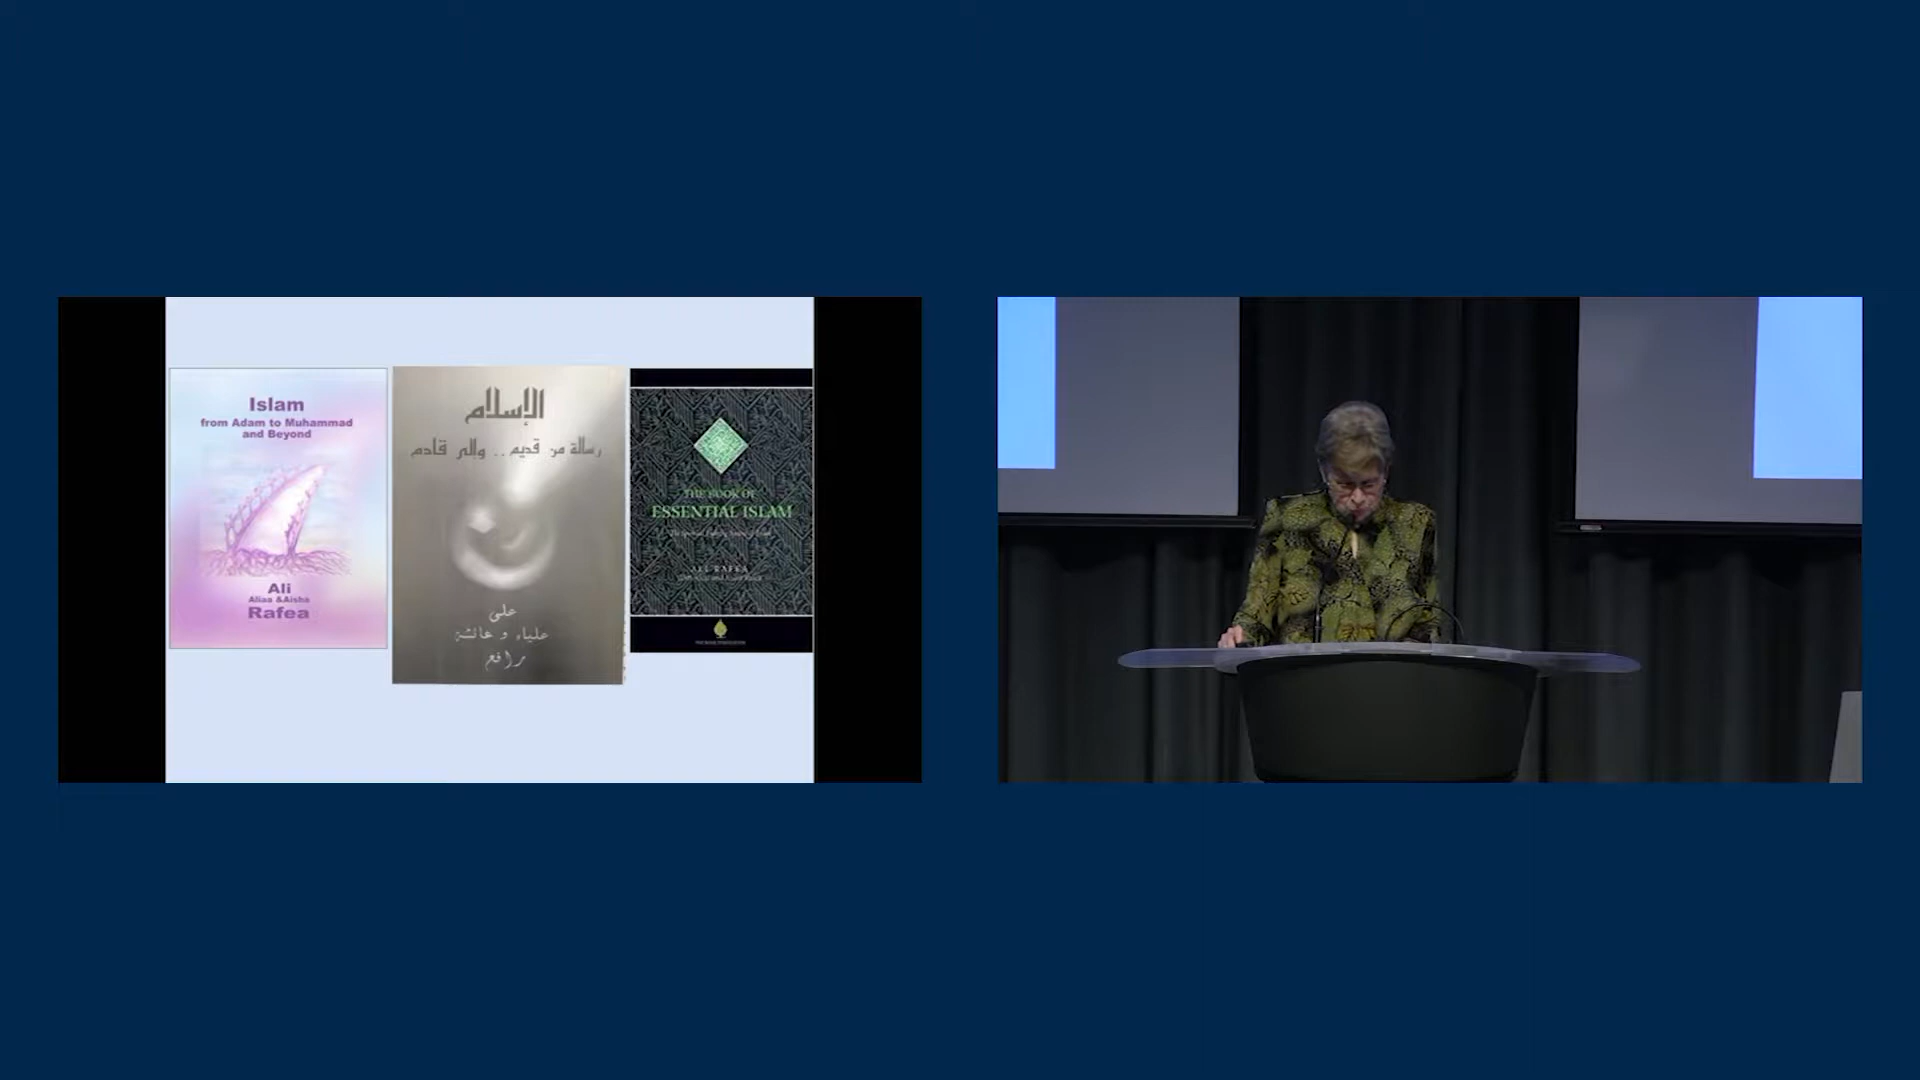 Islam
from Adam to Muhammad
and Beyond
Ali
Aliaa &Aisha
Rafea
الإسلام
رسالة من قديم .. وإلى قادم
على
علياء و عائشة
رافع
THE BOOK OF
ESSENTIAL ISLAM
ALI RAFEA